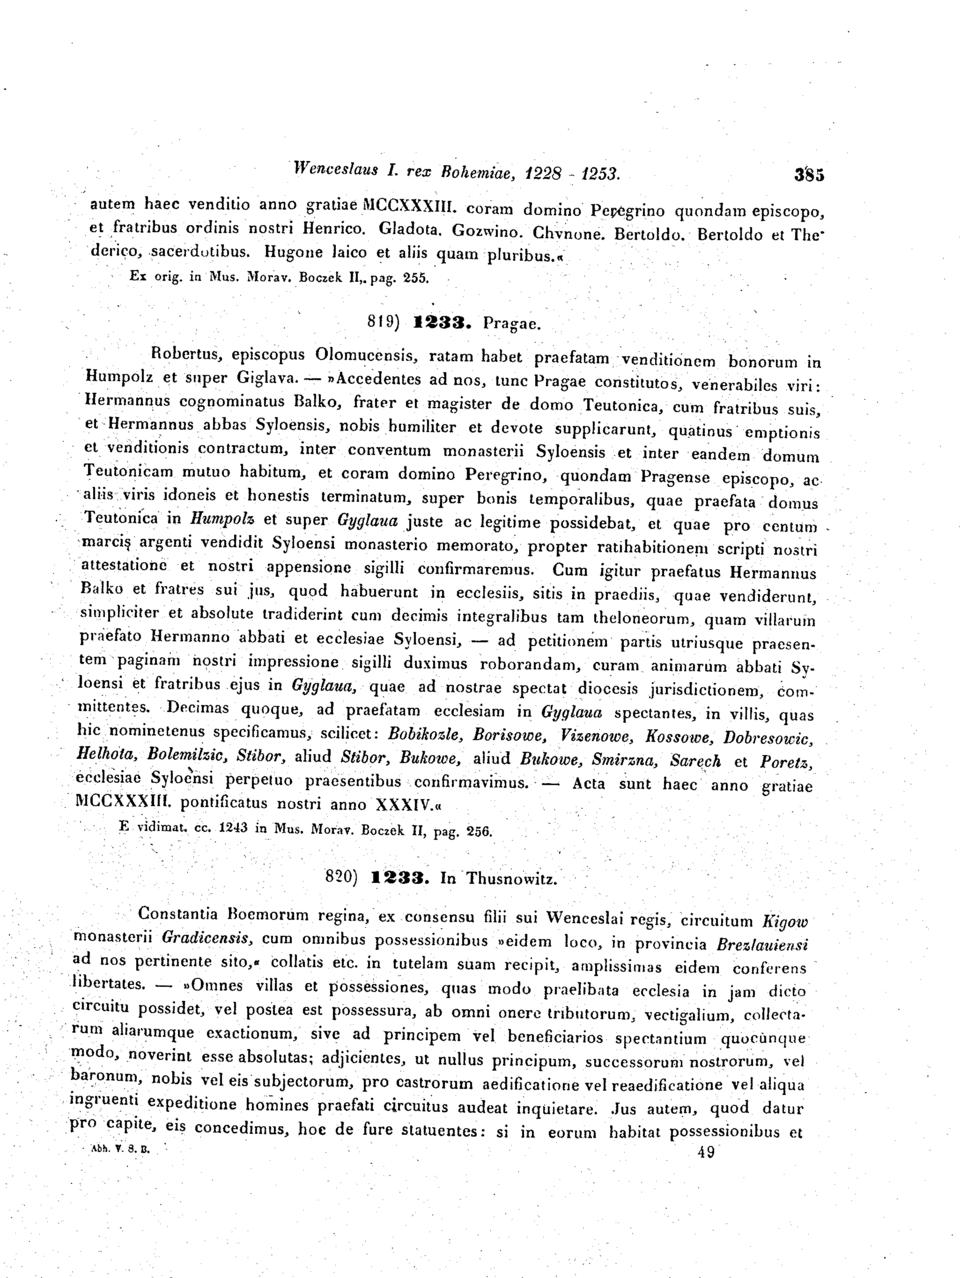 Wenceslaus I. rex Bohemiae, 1228 - 1253. 385
autem haec venditio anno gratiae MCCXXXIII. coram domino Peregrino quondam episcopo,
et fratribus ordinis nostri Henrico. Gladota. Gozwino. Chvnone. Bertoldo. Bertoldo et The-
derico, sacerdotibus. Hugone laico et aliis quam pluribus.«
Ex orig. in Mus. Morav. Boczek II,. pag. 255.
819) 1233. Pragae.
Robertus, episcopus Olomucensis, ratam habet praefatam venditionem bonorum in
Humpolz et super Giglava. — »Accedentes ad nos, tunc Pragae constitutos, venerabiles viri:
Hermannus cognominatus Balko, frater et magister de domo Teutonica, cum fratribus suis,
et Hermannus abbas Syloensis, nobis humiliter et devote supplicarunt, quatinus emptionis
et venditionis contractum, inter conventum monasterii Syloensis et inter eandem domum
Teutonicam mutuo habitum, et coram domino Peregrino, quondam Pragense episcopo, ac
aliis viris idoneis et honestis terminatum, super bonis temporalibus, quae praefata domus
Teutonica in Humpolz et super Gyglaua juste ac legitime possidebat, et quae pro centum
marcis argenti vendidit Syloensi monasterio memorato, propter ratihabitionem scripti nostri
attestatione et nostri appensione sigilli confirmaremus. Cum igitur praefatus Hermannus
Balko et fratres sui jus, quod habuerunt in ecclesiis, sitis in praediis, quae vendiderunt,
simpliciter et absolute tradiderint cum decimis integralibus tam theloneorum, quam villarum
praefato Hermanno abbati et ecclesiae Syloensi, — ad petitionem partis utriusque praesen-
tem paginam nostri impressione sigilli duximus roborandam, curam animarum abbati Sy-
loensi et fratribus ejus in Gyglaua, quae ad nostrae spectat diocesis jurisdictionem, com-
mittentes. Decimas quoque, ad praefatam ecclesiam in Gyglaua spectantes, in villis, quas
hic nominetenus specificamus, scilicet: Bobikozle, Borisowe, Vizenowe, Kossowe, Dobresowic,
Helhota, Bolemilzic, Stibor, aliud Stibor, Bukowe, aliud Bukowe, Smirzna, Sarech et Poretz,
ecclesiae Syloensi perpetuo praesentibus confirmavimus. — Acta sunt haec anno gratiae
MCCXXXIII. pontificatus nostri anno XXXIV.«
E vidimat. cc. 1243 in Mus. Morav. Boczek II, pag. 256.
820) 1233. In Thusnowitz.
Constantia Boemorum regina, ex consensu filii sui Wenceslai regis, circuitum Kigow
monasterii Gradicensis, cum omnibus possessionibus »eidem loco, in provincia Brezlauiensi
ad nos pertinente sito,« collatis etc. in tutelam suam recipit, amplissimas eidem conferens
libertates. — »Omnes villas et possessiones, quas modo praelibata ecclesia in jam dicto
circuitu possidet, vel postea est possessura, ab omni onere tributorum, vectigalium, collecta-
rum aliarumque exactionum, sive ad principem vel beneficiarios spectantium quocunque
modo, noverint esse absolutas; adjicientes, ut nullus principum, successorum nostrorum, vel
baronum, nobis vel eis subjectorum, pro castrorum aedificatione vel reaedificatione vel aliqua
ingruenti expeditione homines praefati circuitus audeat inquietare. Jus autem, quod datur
pro capite, eis concedimus, hoc de fure statuentes: si in eorum habitat possessionibus et
Abh. V. 8. B. 49